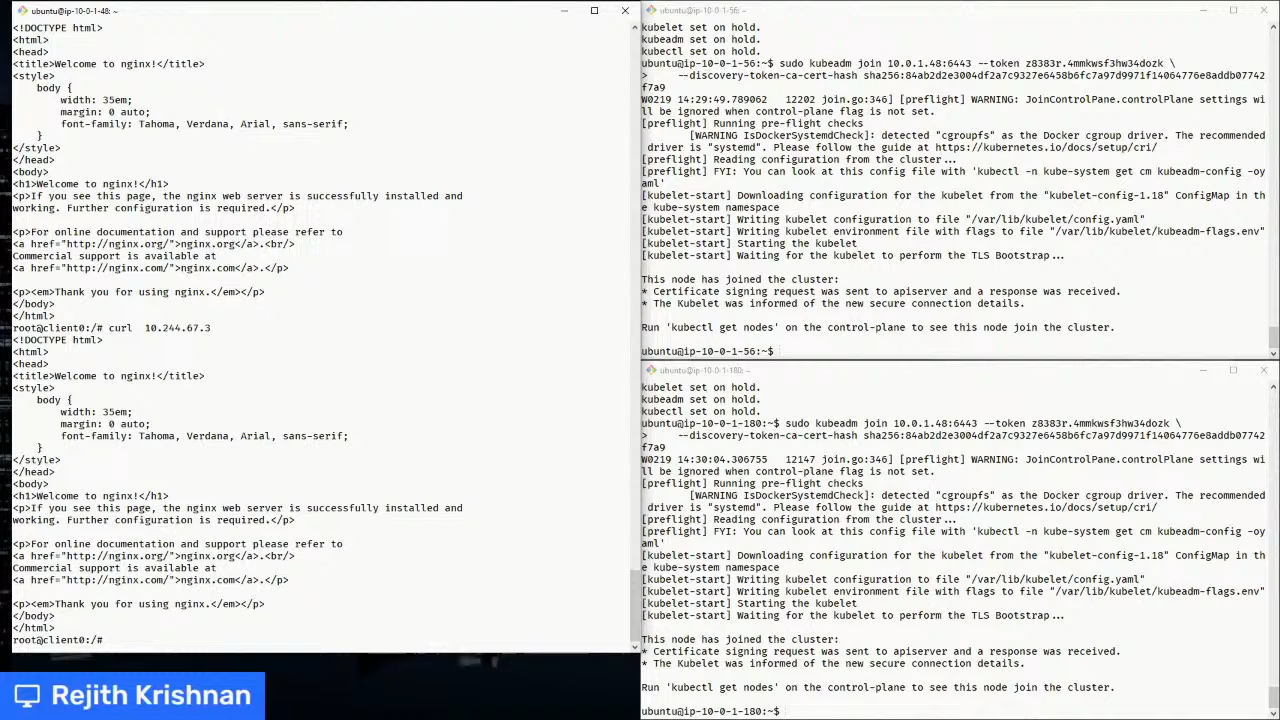 ubuntu@ip-10-0-1-48: ~
<!DOCTYPE html>
<html>
<head>
<title>Welcome to nginx!</title>
<style>
    body {
        width: 35em;
        margin: 0 auto;
        font-family: Tahoma, Verdana, Arial, sans-serif;
    }
</style>
</head>
<body>
<h1>Welcome to nginx!</h1>
<p>If you see this page, the nginx web server is successfully installed and
working. Further configuration is required.</p>

<p>For online documentation and support please refer to
<a href="http://nginx.org/">nginx.org</a>.<br/>
Commercial support is available at
<a href="http://nginx.com/">nginx.com</a>.</p>

<p><em>Thank you for using nginx.</em></p>
</body>
</html>
root@client0:/# curl  10.244.67.3
<!DOCTYPE html>
<html>
<head>
<title>Welcome to nginx!</title>
<style>
    body {
        width: 35em;
        margin: 0 auto;
        font-family: Tahoma, Verdana, Arial, sans-serif;
    }
</style>
</head>
<body>
<h1>Welcome to nginx!</h1>
<p>If you see this page, the nginx web server is successfully installed and
working. Further configuration is required.</p>

<p>For online documentation and support please refer to
<a href="http://nginx.org/">nginx.org</a>.<br/>
Commercial support is available at
<a href="http://nginx.com/">nginx.com</a>.</p>

<p><em>Thank you for using nginx.</em></p>
</body>
</html>
root@client0:/#
ubuntu@ip-10-0-1-56: ~
kubelet set on hold.
kubeadm set on hold.
kubectl set on hold.
ubuntu@ip-10-0-1-56:~$ sudo kubeadm join 10.0.1.48:6443 --token z8383r.4mmkwsf3hw34dozk \
>     --discovery-token-ca-cert-hash sha256:84ab2d2e3004df2a7c9327e6458b6fc7a97d9971f14064776e8addb07742
f7a9
W0219 14:29:49.789062   12202 join.go:346] [preflight] WARNING: JoinControlPane.controlPlane settings wi
ll be ignored when control-plane flag is not set.
[preflight] Running pre-flight checks
        [WARNING IsDockerSystemdCheck]: detected "cgroupfs" as the Docker cgroup driver. The recommended
 driver is "systemd". Please follow the guide at https://kubernetes.io/docs/setup/cri/
[preflight] Reading configuration from the cluster...
[preflight] FYI: You can look at this config file with 'kubectl -n kube-system get cm kubeadm-config -oy
aml'
[kubelet-start] Downloading configuration for the kubelet from the "kubelet-config-1.18" ConfigMap in th
e kube-system namespace
[kubelet-start] Writing kubelet configuration to file "/var/lib/kubelet/config.yaml"
[kubelet-start] Writing kubelet environment file with flags to file "/var/lib/kubelet/kubeadm-flags.env"
[kubelet-start] Starting the kubelet
[kubelet-start] Waiting for the kubelet to perform the TLS Bootstrap...

This node has joined the cluster:
* Certificate signing request was sent to apiserver and a response was received.
* The Kubelet was informed of the new secure connection details.

Run 'kubectl get nodes' on the control-plane to see this node join the cluster.

ubuntu@ip-10-0-1-56:~$
ubuntu@ip-10-0-1-180: ~
kubelet set on hold.
kubeadm set on hold.
kubectl set on hold.
ubuntu@ip-10-0-1-180:~$ sudo kubeadm join 10.0.1.48:6443 --token z8383r.4mmkwsf3hw34dozk \
>     --discovery-token-ca-cert-hash sha256:84ab2d2e3004df2a7c9327e6458b6fc7a97d9971f14064776e8addb07742
f7a9
W0219 14:30:04.306755   12147 join.go:346] [preflight] WARNING: JoinControlPane.controlPlane settings wi
ll be ignored when control-plane flag is not set.
[preflight] Running pre-flight checks
        [WARNING IsDockerSystemdCheck]: detected "cgroupfs" as the Docker cgroup driver. The recommended
 driver is "systemd". Please follow the guide at https://kubernetes.io/docs/setup/cri/
[preflight] Reading configuration from the cluster...
[preflight] FYI: You can look at this config file with 'kubectl -n kube-system get cm kubeadm-config -oy
aml'
[kubelet-start] Downloading configuration for the kubelet from the "kubelet-config-1.18" ConfigMap in th
e kube-system namespace
[kubelet-start] Writing kubelet configuration to file "/var/lib/kubelet/config.yaml"
[kubelet-start] Writing kubelet environment file with flags to file "/var/lib/kubelet/kubeadm-flags.env"
[kubelet-start] Starting the kubelet
[kubelet-start] Waiting for the kubelet to perform the TLS Bootstrap...

This node has joined the cluster:
* Certificate signing request was sent to apiserver and a response was received.
* The Kubelet was informed of the new secure connection details.

Run 'kubectl get nodes' on the control-plane to see this node join the cluster.

ubuntu@ip-10-0-1-180:~$
Rejith Krishnan